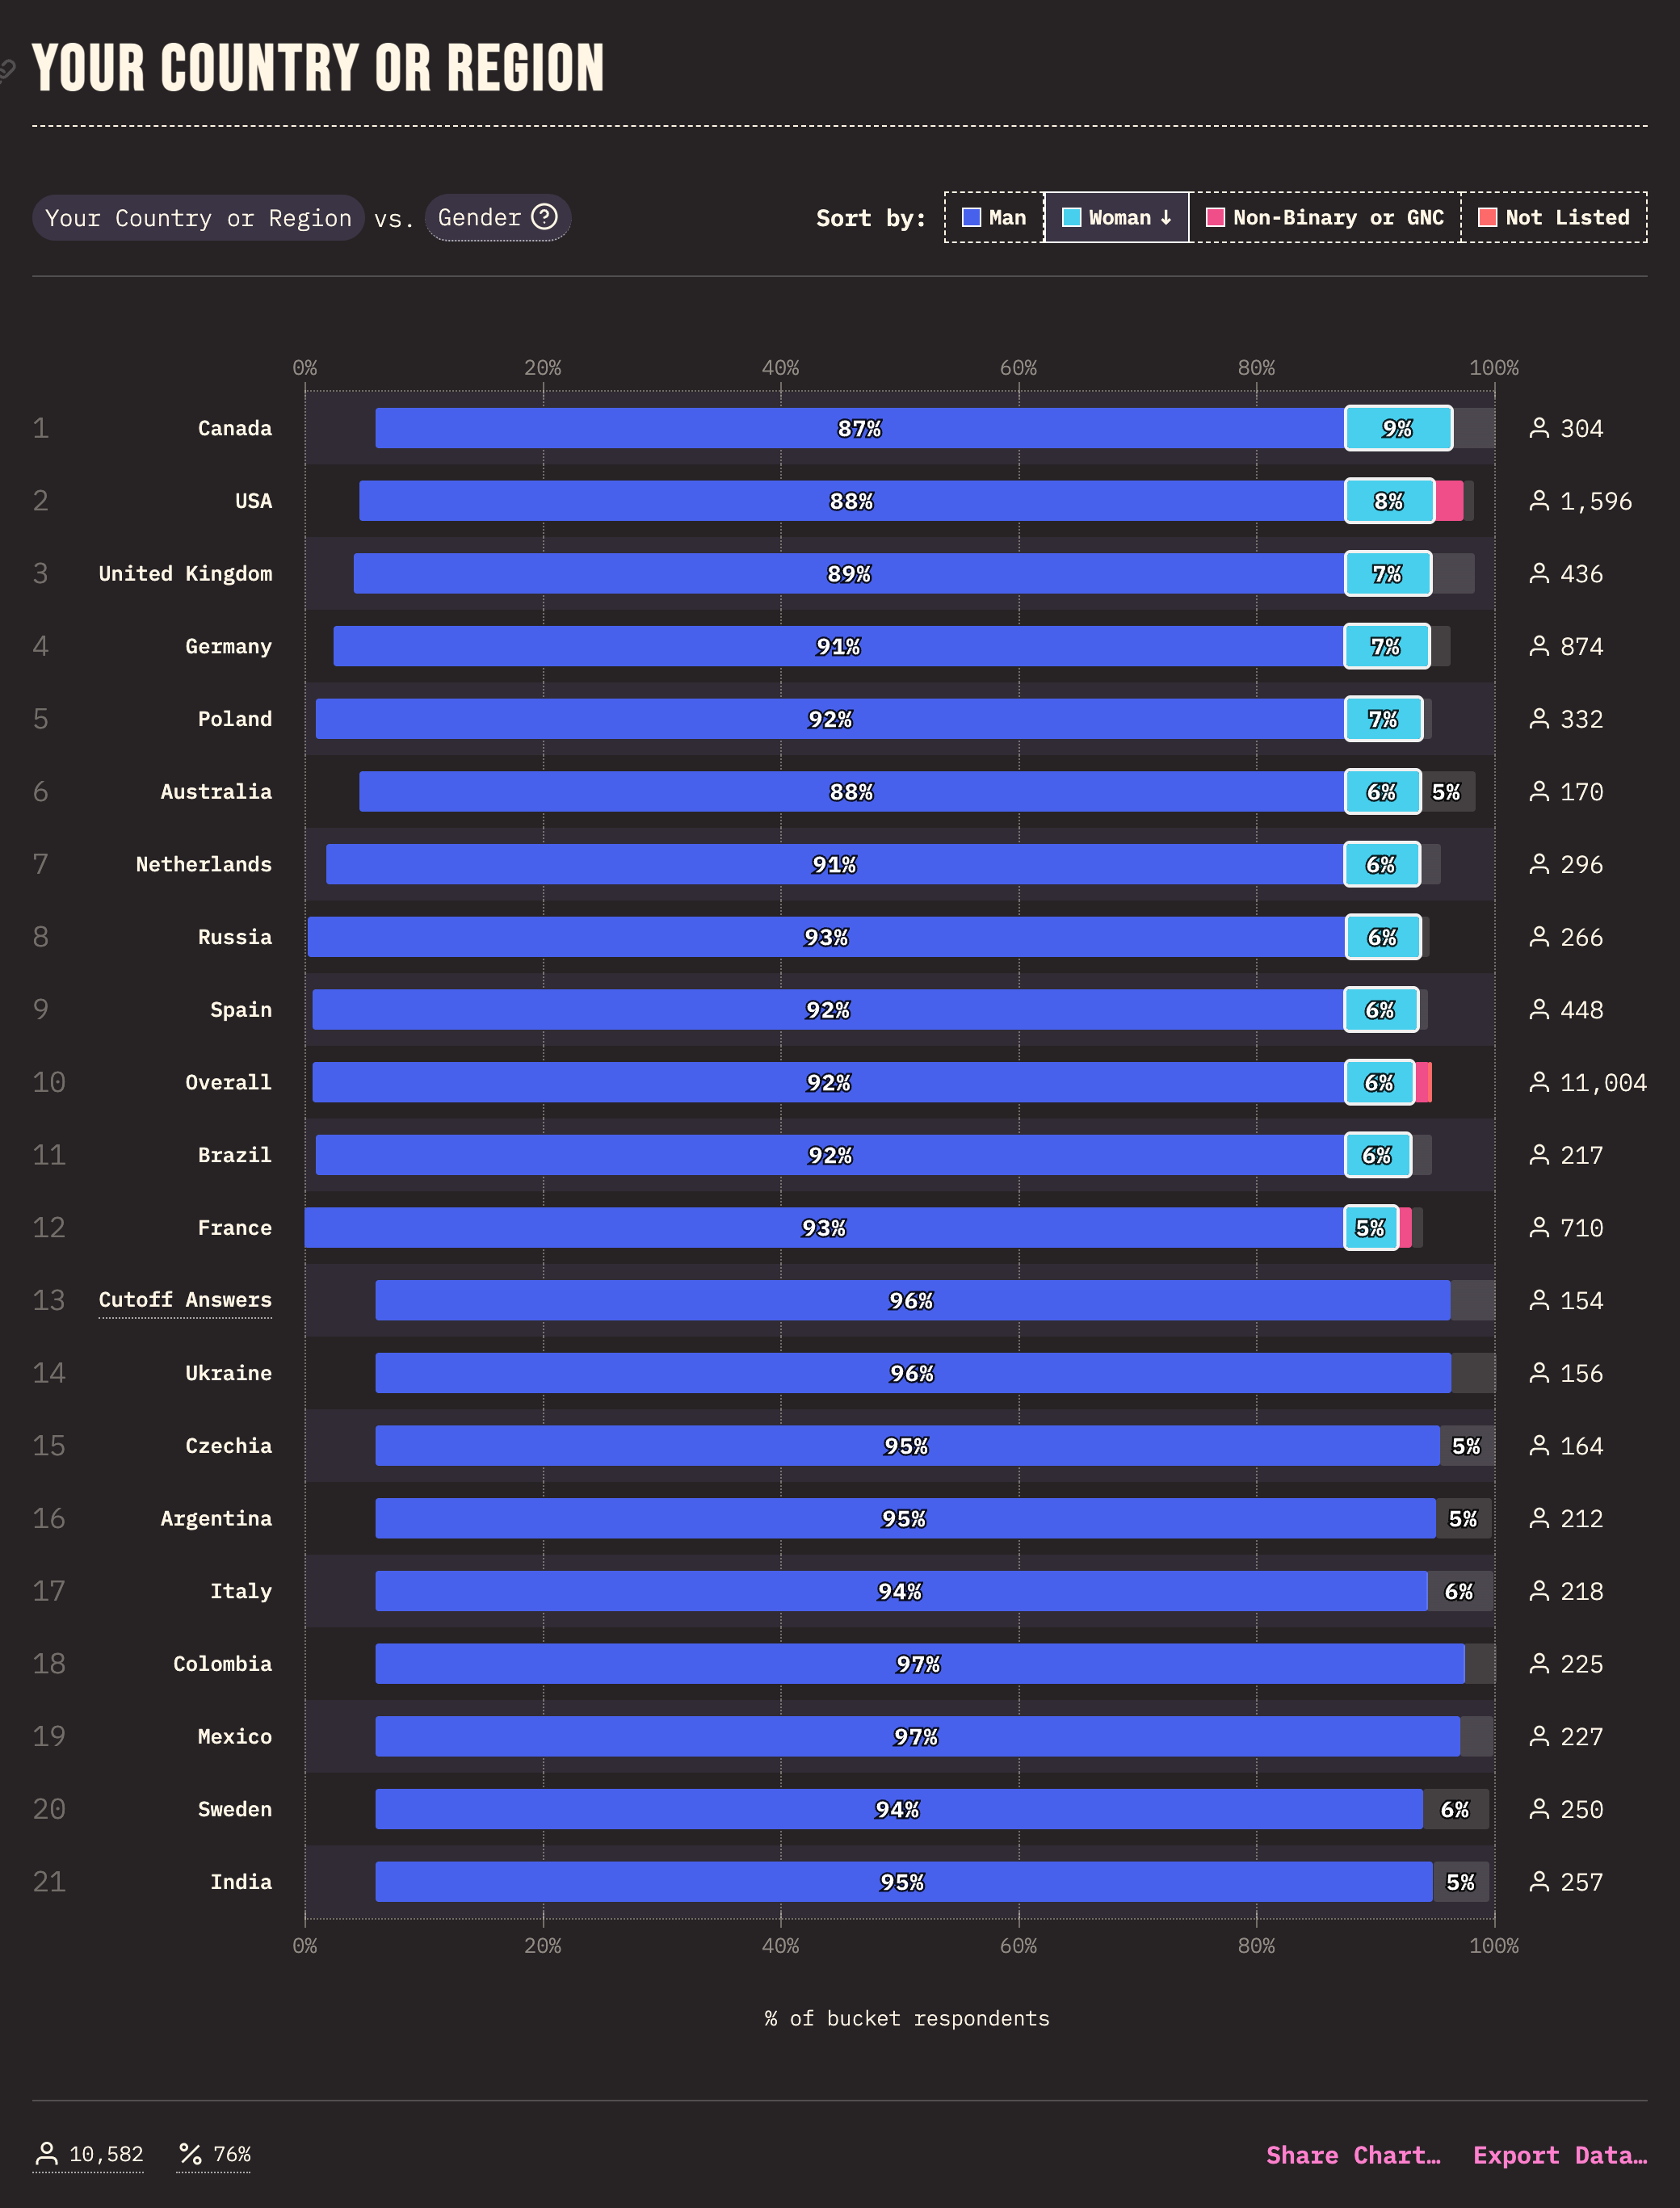 YOUR COUNTRY OR REGION
Your Country or Region vs. Gender ?
Sort by: Man Woman ↓ Non-Binary or GNC Not Listed
0% 20% 40% 60% 80% 100%
1 Canada 87% 9% 304
2 USA 88% 8% 1,596
3 United Kingdom 89% 7% 436
4 Germany 91% 7% 874
5 Poland 92% 7% 332
6 Australia 88% 6% 5% 170
7 Netherlands 91% 6% 296
8 Russia 93% 6% 266
9 Spain 92% 6% 448
10 Overall 92% 6% 11,004
11 Brazil 92% 6% 217
12 France 93% 5% 710
13 Cutoff Answers 96% 154
14 Ukraine 96% 156
15 Czechia 95% 5% 164
16 Argentina 95% 5% 212
17 Italy 94% 6% 218
18 Colombia 97% 225
19 Mexico 97% 227
20 Sweden 94% 6% 250
21 India 95% 5% 257
0% 20% 40% 60% 80% 100%
% of bucket respondents
10,582 % 76% Share Chart… Export Data…